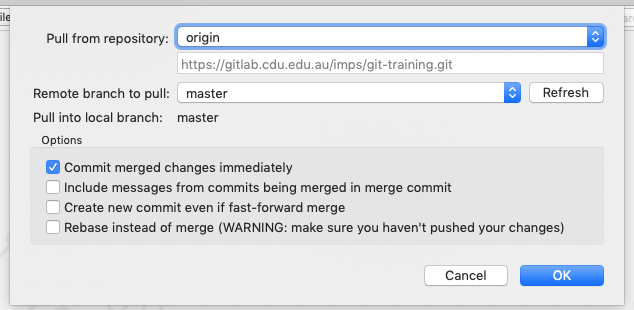 Pull from repository: origin
https://gitlab.cdu.edu.au/imps/git-training.git
Remote branch to pull: master Refresh
Pull into local branch: master
Options
Commit merged changes immediately
Include messages from commits being merged in merge commit
Create new commit even if fast-forward merge
Rebase instead of merge (WARNING: make sure you haven't pushed your changes)
Cancel OK